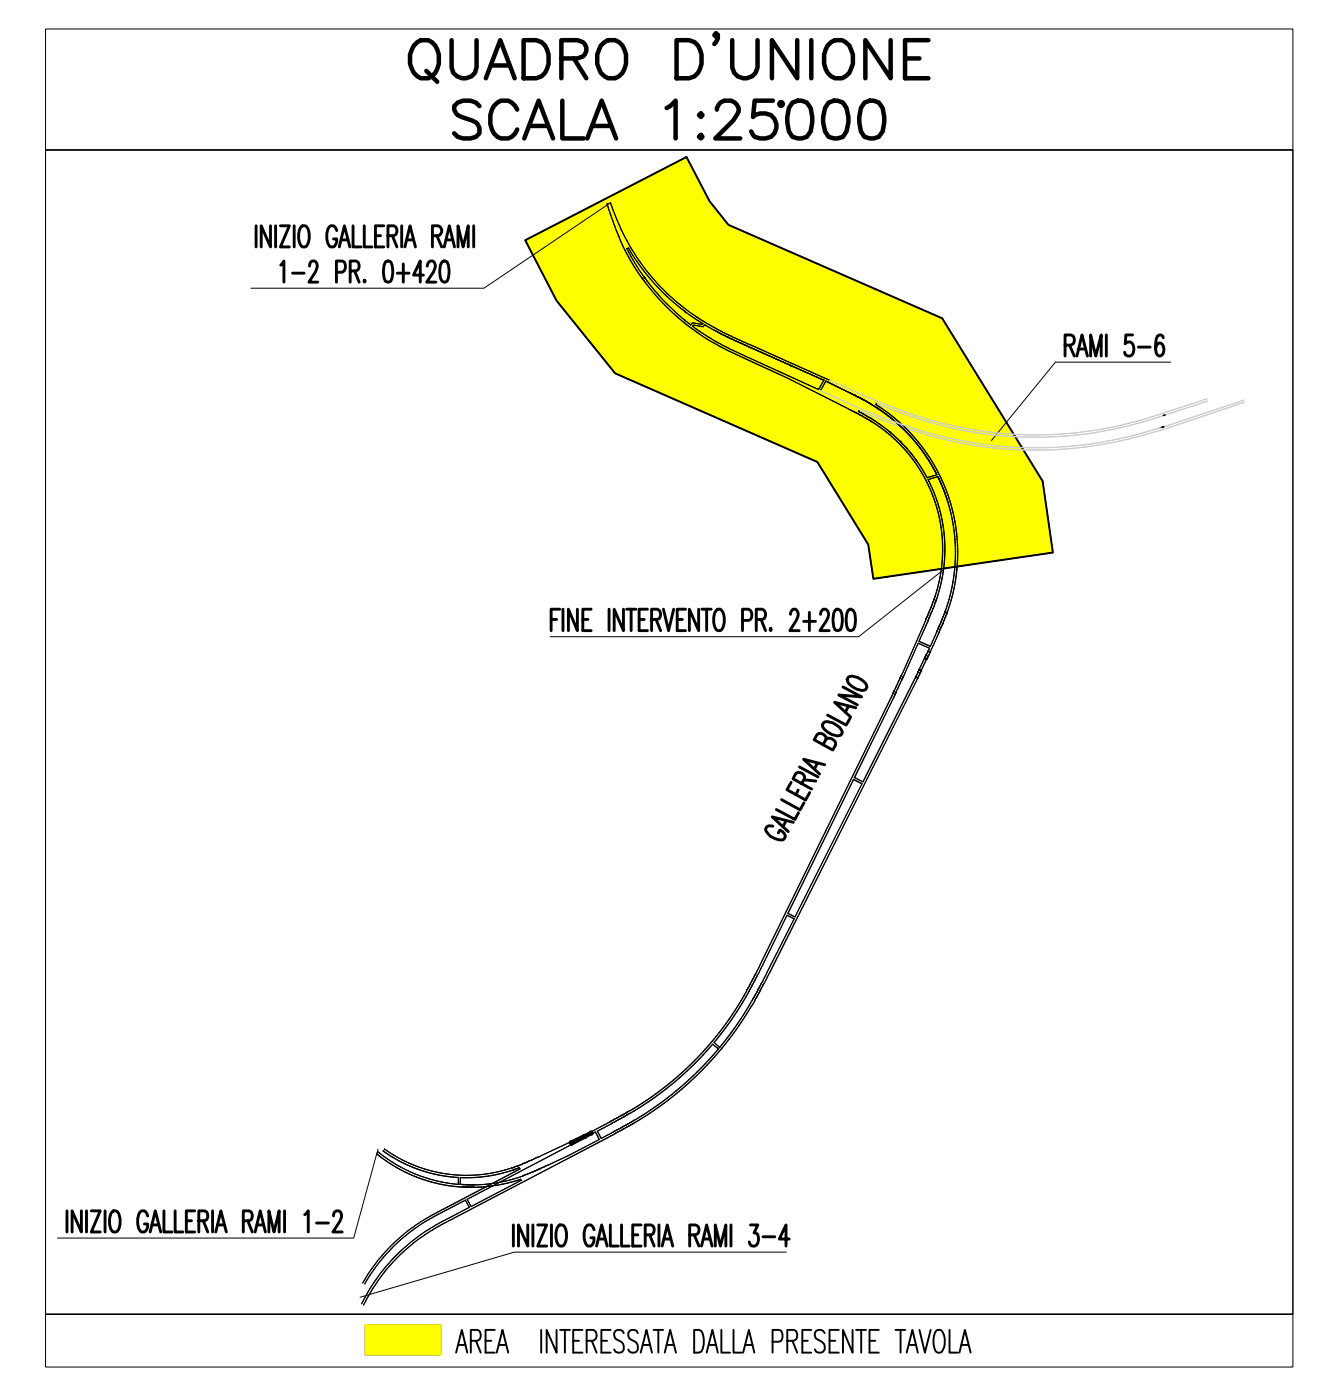 QUADRO D'UNIONE
SCALA 1:25'000
INIZIO GALLERIA RAMI
1-2 PR. 0+420
RAMI 5-6
FINE INTERVENTO PR. 2+200
GALLERIA BOLANO
INIZIO GALLERIA RAMI 1-2
INIZIO GALLERIA RAMI 3-4
AREA INTERESSATA DALLA PRESENTE TAVOLA